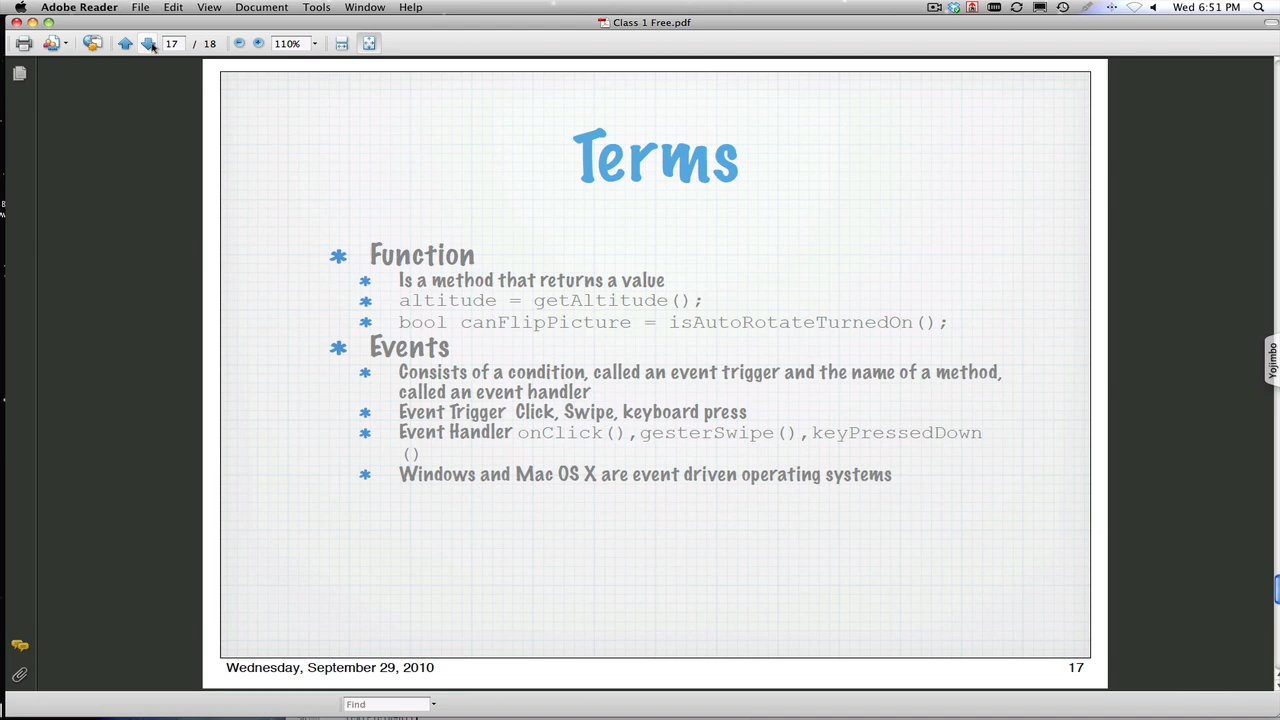 Adobe Reader File Edit View Document Tools Window Help Wed 6:51 PM
Class 1 Free.pdf
17 / 18 110%
Terms
* Function
* Is a method that returns a value
* altitude = getAltitude();
* bool canFlipPicture = isAutoRotateTurnedOn();
* Events
* Consists of a condition, called an event trigger and the name of a method,
called an event handler
* Event Trigger Click, Swipe, keyboard press
* Event Handler onClick(),gesterSwipe(),keyPressedDown
()
* Windows and Mac OS X are event driven operating systems
Yojimbo
Wednesday, September 29, 2010 17
Find